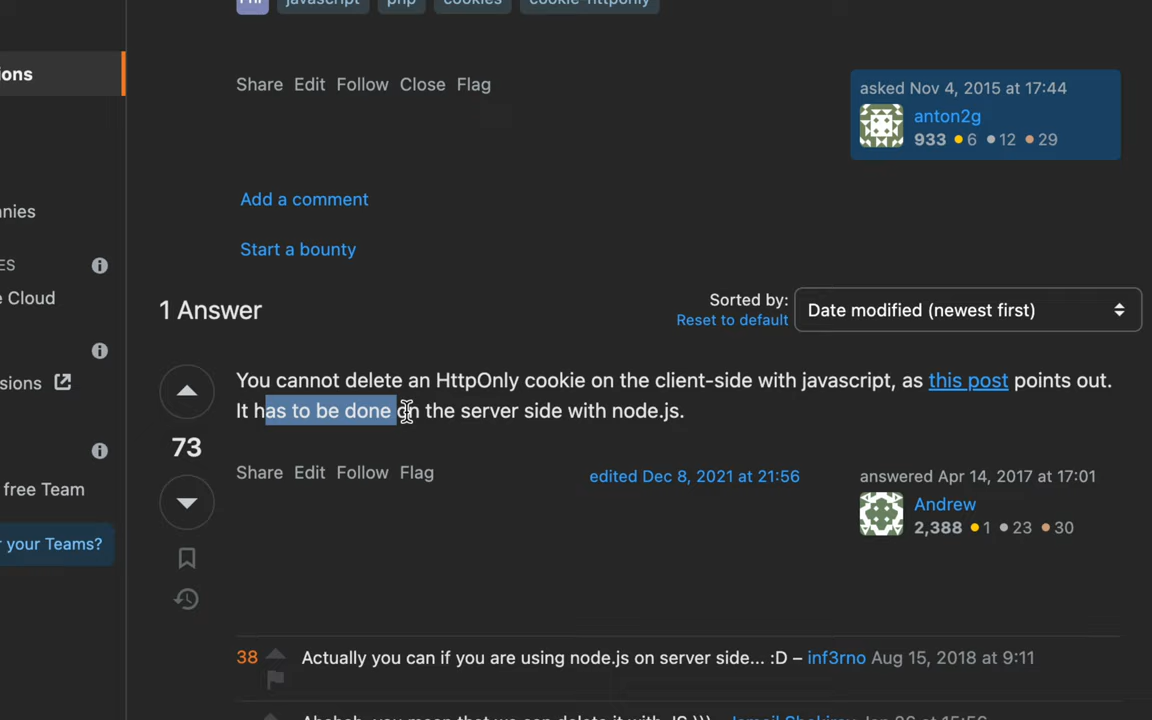 javascript php cookies cookie-httponly
ions
Share Edit Follow Close Flag
asked Nov 4, 2015 at 17:44
anton2g
933 6 12 29
Add a comment
nies
Start a bounty
ES
e Cloud
1 Answer
Sorted by:
Reset to default
Date modified (newest first)
sions
You cannot delete an HttpOnly cookie on the client-side with javascript, as this post points out.
It has to be done on the server side with node.js.
73
Share Edit Follow Flag
edited Dec 8, 2021 at 21:56
answered Apr 14, 2017 at 17:01
free Team
Andrew
2,388 1 23 30
r your Teams?
38 Actually you can if you are using node.js on server side... :D – inf3rno Aug 15, 2018 at 9:11